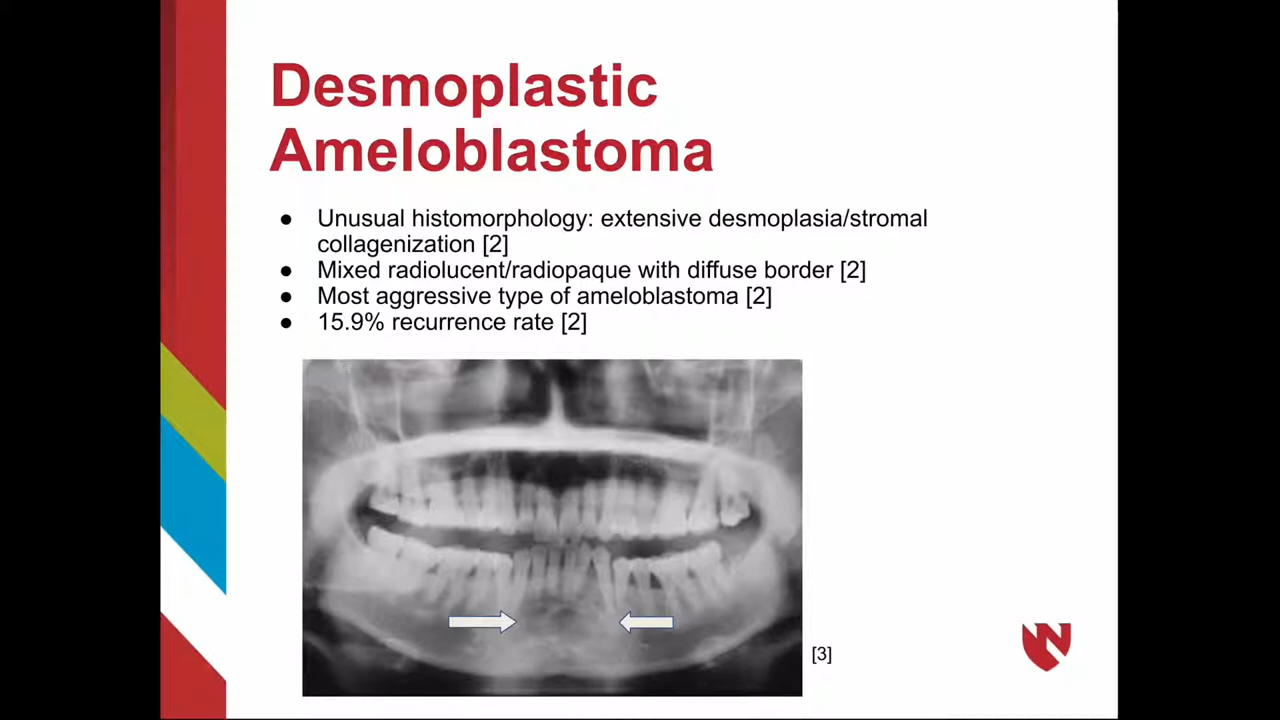 Desmoplastic
Ameloblastoma
● Unusual histomorphology: extensive desmoplasia/stromal
collagenization [2]
● Mixed radiolucent/radiopaque with diffuse border [2]
● Most aggressive type of ameloblastoma [2]
● 15.9% recurrence rate [2]
[3]
N